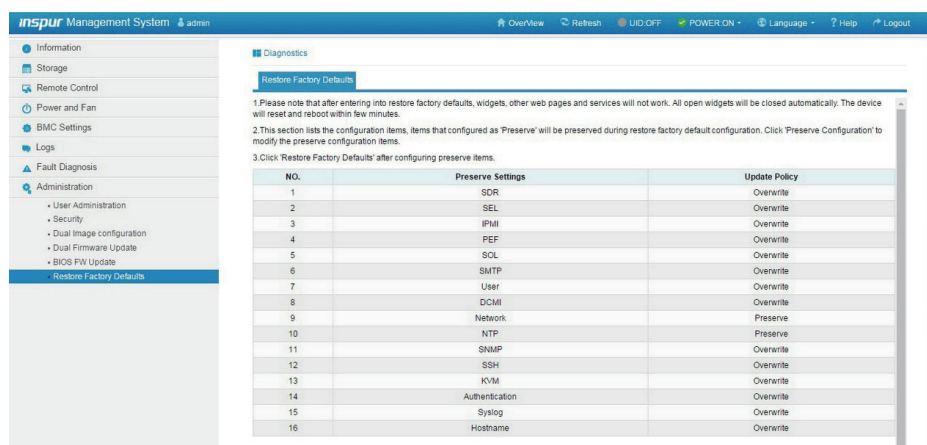 inspur Management System admin
OverView Refresh UID:OFF POWER:ON Language ? Help Logout
Information
Storage
Remote Control
Power and Fan
BMC Settings
Logs
Fault Diagnosis
Administration
• User Administration
• Security
• Dual Image configuration
• Dual Firmware Update
• BIOS FW Update
• Restore Factory Defaults
Diagnostics
Restore Factory Defaults
1.Please note that after entering into restore factory defaults, widgets, other web pages and services will not work. All open widgets will be closed automatically. The device
will reset and reboot within few minutes.
2.This section lists the configuration items, items that configured as 'Preserve' will be preserved during restore factory default configuration. Click 'Preserve Configuration' to
modify the preserve configuration items.
3.Click 'Restore Factory Defaults' after configuring preserve items.
NO. Preserve Settings Update Policy
1 SDR Overwrite
2 SEL Overwrite
3 IPMI Overwrite
4 PEF Overwrite
5 SOL Overwrite
6 SMTP Overwrite
7 User Overwrite
8 DCMI Overwrite
9 Network Preserve
10 NTP Preserve
11 SNMP Overwrite
12 SSH Overwrite
13 KVM Overwrite
14 Authentication Overwrite
15 Syslog Overwrite
16 Hostname Overwrite